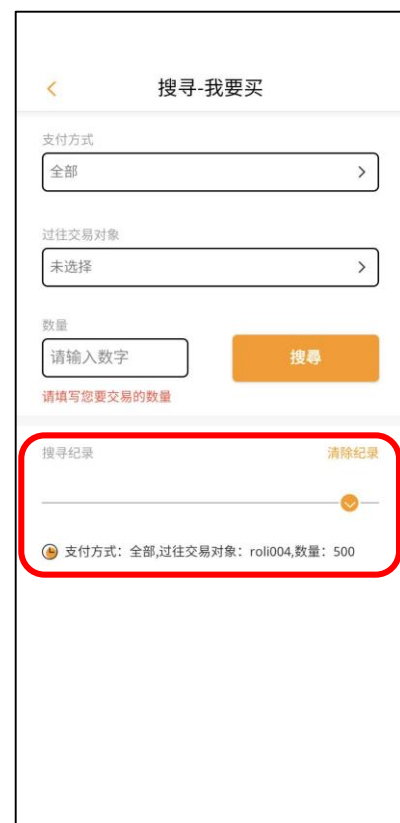 搜寻-我要买
支付方式
全部
过往交易对象
未选择
数量
请输入数字
搜尋
请填写您要交易的数量
搜寻纪录 清除纪录
支付方式：全部,过往交易对象：roli004,数量：500